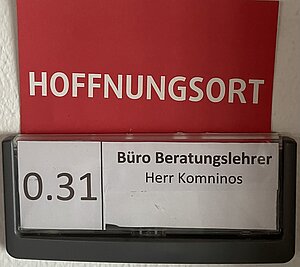 HOFFNUNGSORT
0.31
Büro Beratungslehrer
Herr Komninos